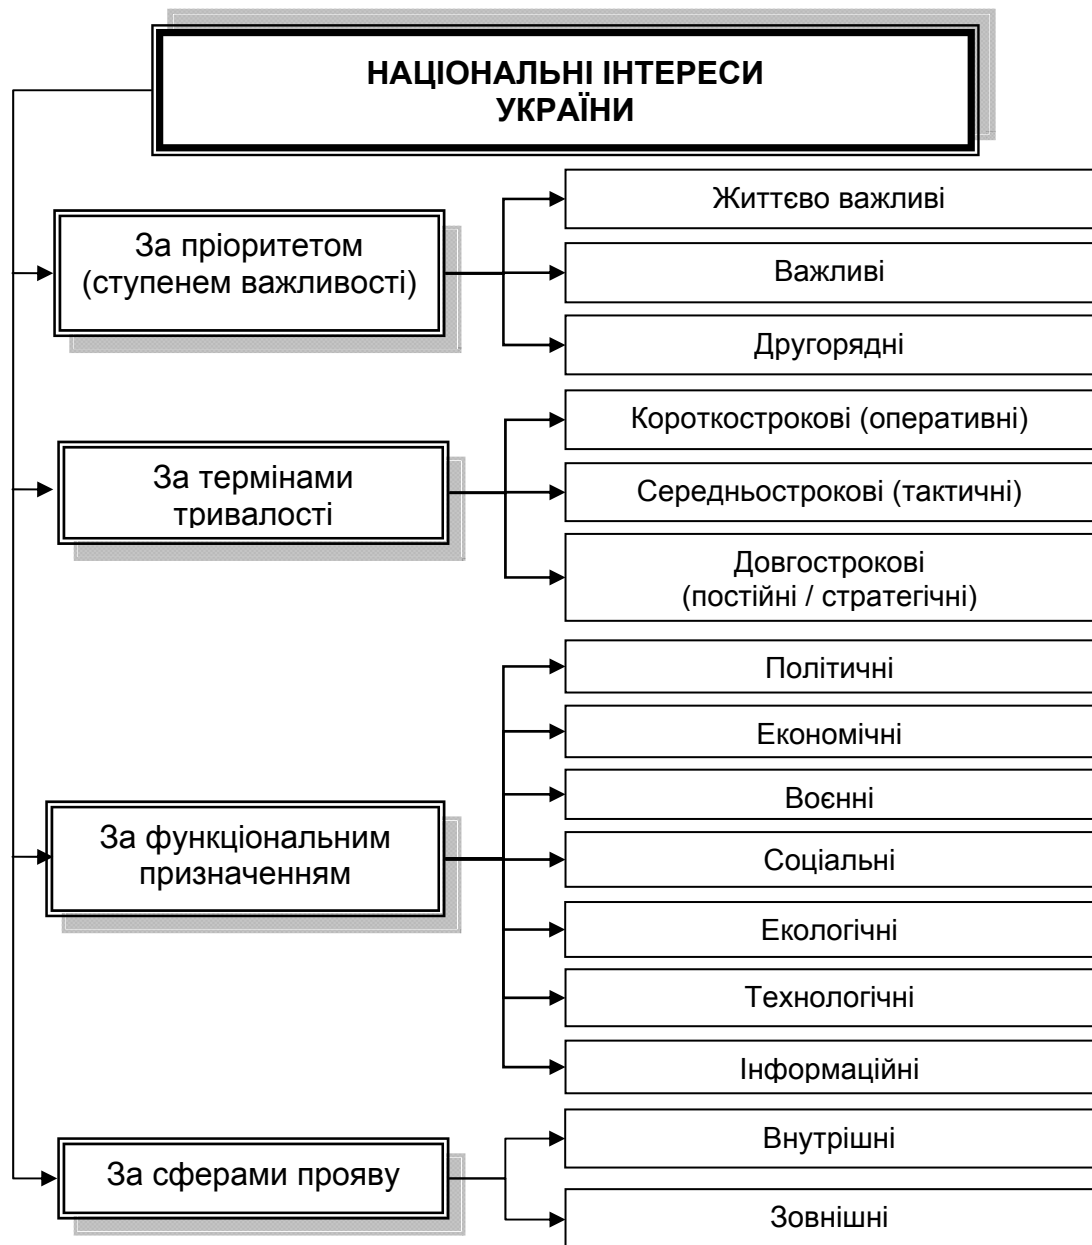 НАЦІОНАЛЬНІ ІНТЕРЕСИ
УКРАЇНИ
За пріоритетом
(ступенем важливості)
Життєво важливі
Важливі
Другорядні
За термінами
тривалості
Короткострокові (оперативні)
Середньострокові (тактичні)
Довгострокові
(постійні / стратегічні)
За функціональним
призначенням
Політичні
Економічні
Воєнні
Соціальні
Екологічні
Технологічні
Інформаційні
За сферами прояву
Внутрішні
Зовнішні